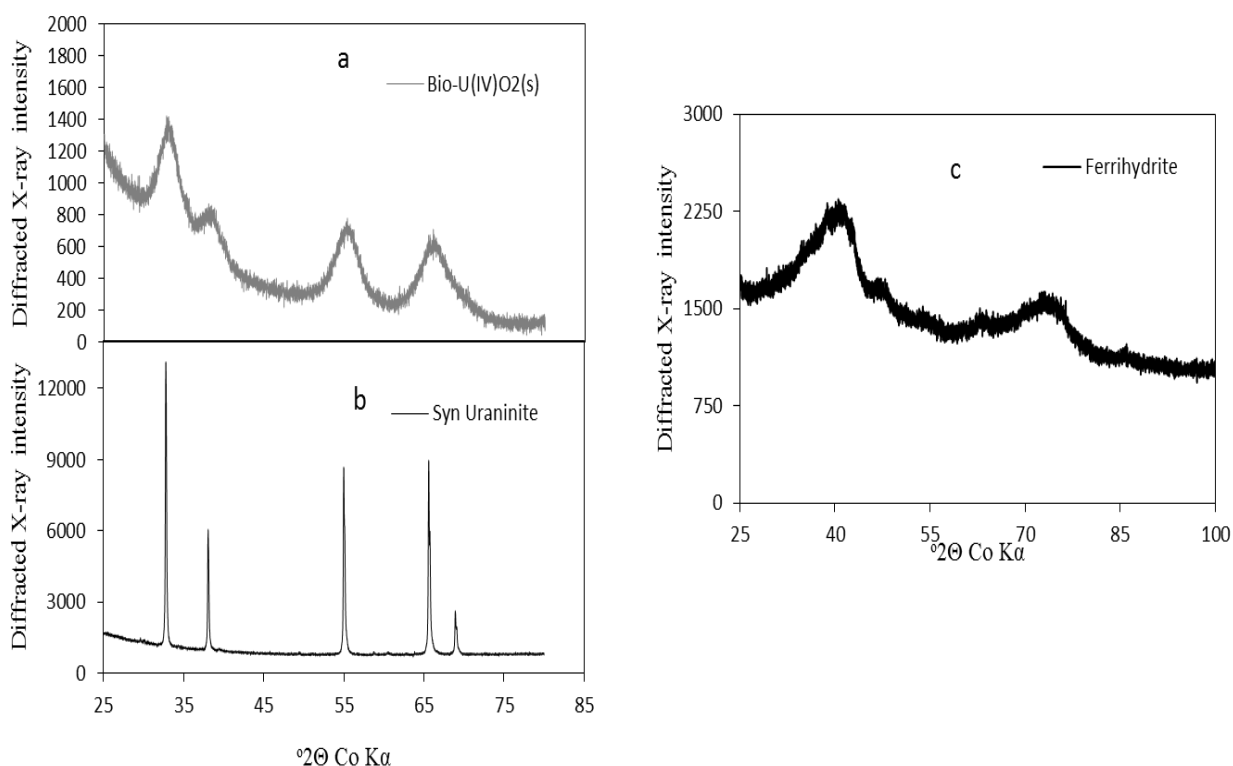 Diffracted X-ray intensity
2000
1800
1600
1400
1200
1000
800
600
400
200
0
a
Bio-U(IV)O2(s)
Diffracted X-ray intensity
12000
9000
6000
3000
0
b
Syn Uraninite
25 35 45 55 65 75 85
º2Θ Co Kα
Diffracted X-ray intensity
3000
2250
1500
750
0
c
Ferrihydrite
25 40 55 70 85 100
º2Θ Co Kα